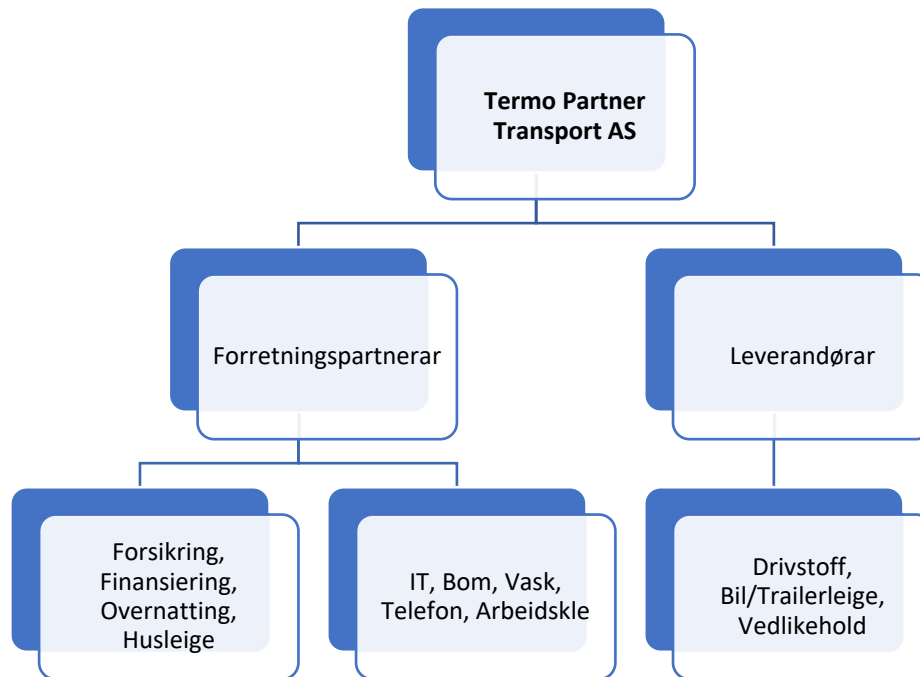 Termo Partner
Transport AS
Forretningspartnerar
Leverandørar
Forsikring,
Finansiering,
Overnatting,
Husleige
IT, Bom, Vask,
Telefon, Arbeidskle
Drivstoff,
Bil/Trailerleige,
Vedlikehold